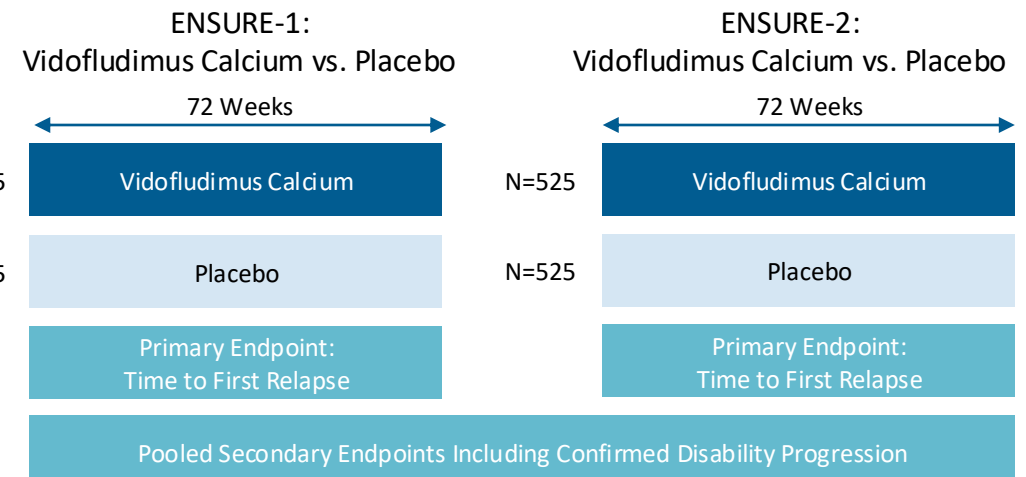 ENSURE-1:
Vidofludimus Calcium vs. Placebo
72 Weeks
5
Vidofludimus Calcium
5
Placebo
Primary Endpoint:
Time to First Relapse
ENSURE-2:
Vidofludimus Calcium vs. Placebo
72 Weeks
N=525
Vidofludimus Calcium
N=525
Placebo
Primary Endpoint:
Time to First Relapse
Pooled Secondary Endpoints Including Confirmed Disability Progression